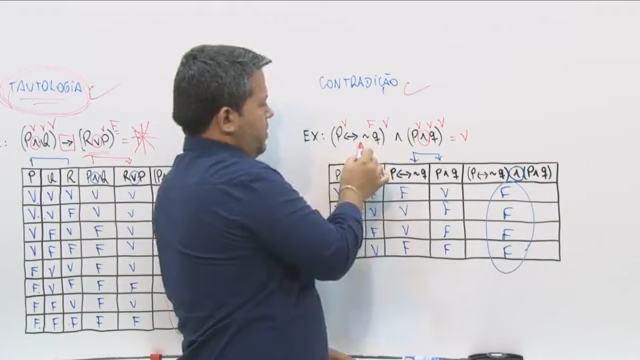 TAUTOLOGIA
CONTRADIÇÃO
V V V F
: (P∧Q) → (R∨P) =
V F V V V V
EX: (P↔~q) ∧ (P∧q) = V
P Q R P∧Q R∨P (P∧
V V V V V
V V F V V
V F V F V
V F F F V
F V V F V
F V F F F
F F V F V
F F F F F
P P↔~q P∧q (P↔~q)∧(P∧q)
V F V F
V V F F
F V F F
V F F F